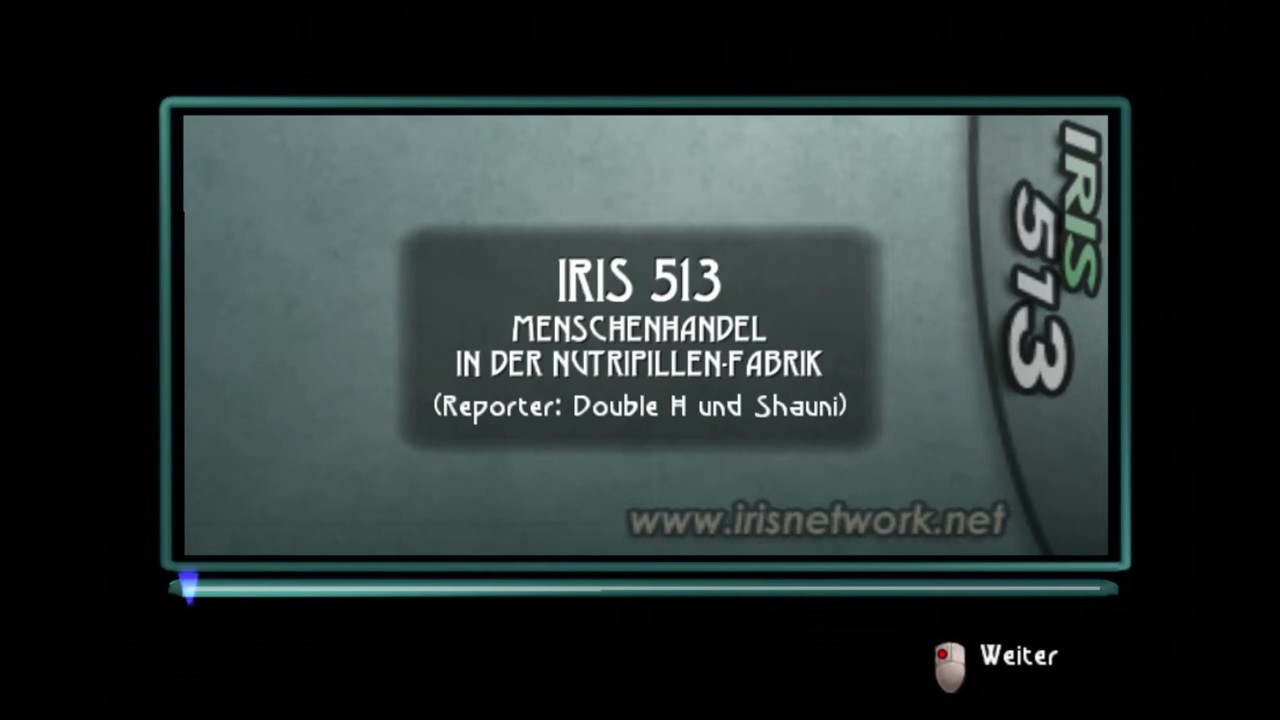 IRIS 513
MENSCHENHANDEL
IN DER NUTRIPILLEN-FABRIK
(Reporter: Double H und Shauni)
IRIS
513
www.irisnetwork.net
Weiter